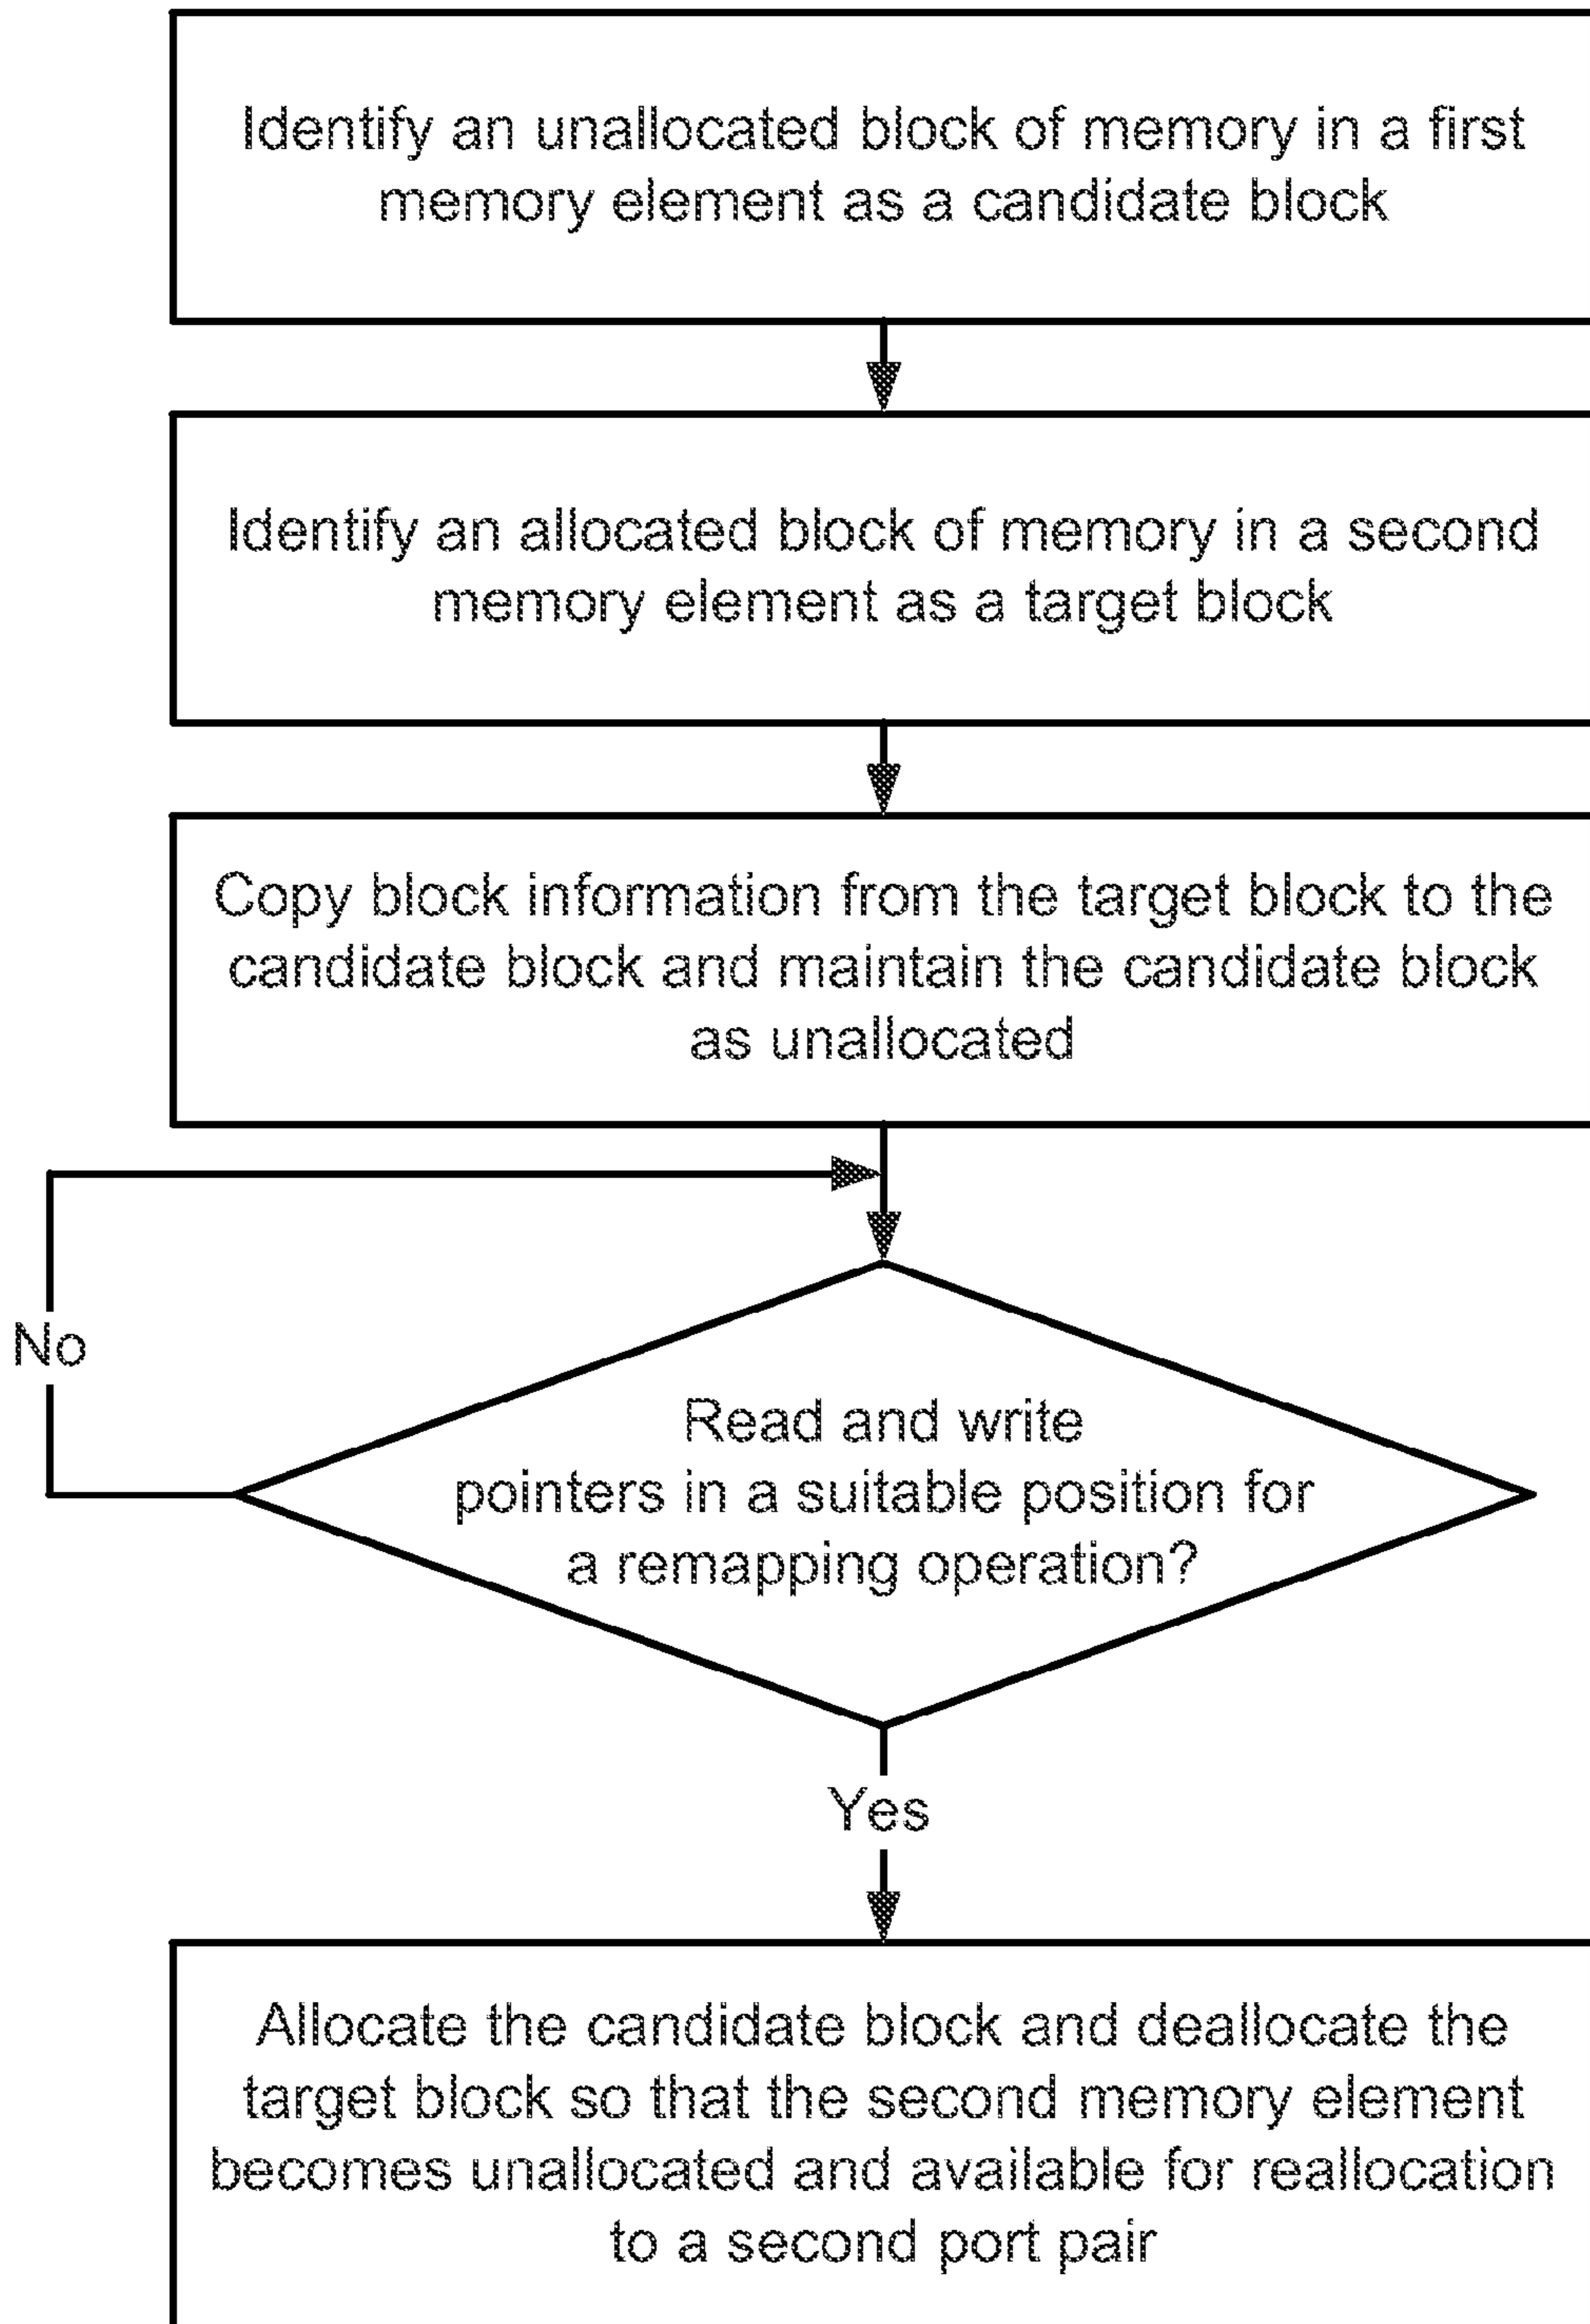 Identify an unallocated block of memory in a first
memory element as a candidate block
Identify an allocated block of memory in a second
memory element as a target block
Copy block information from the target block to the
candidate block and maintain the candidate block
as unallocated
No
Read and write
pointers in a suitable position for
a remapping operation?
Yes
Allocate the candidate block and deallocate the
target block so that the second memory element
becomes unallocated and available for reallocation
to a second port pair